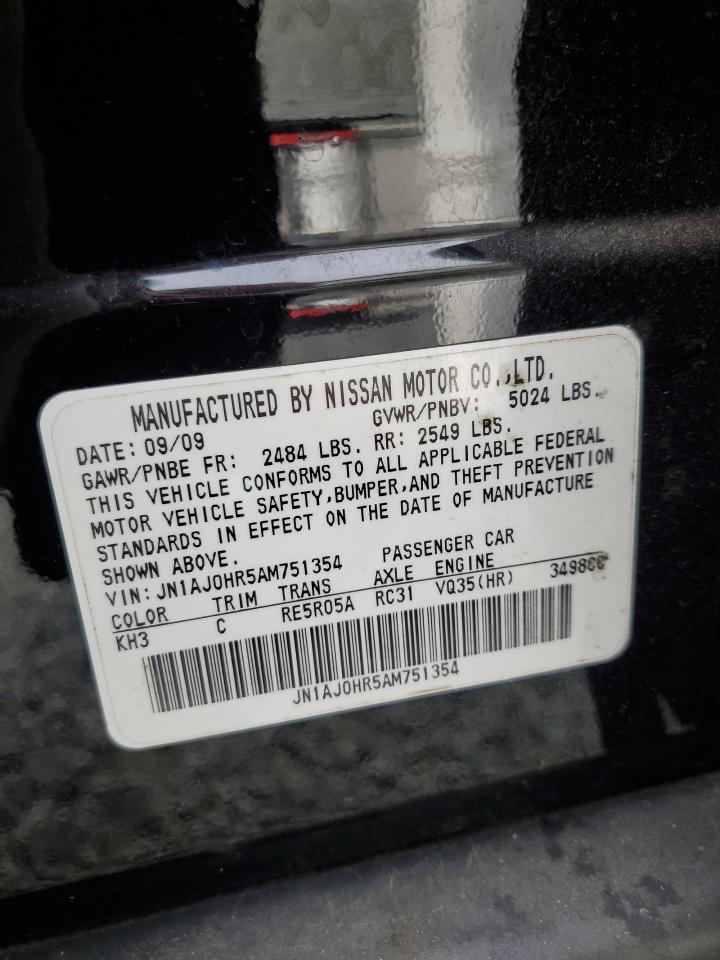 MANUFACTURED BY NISSAN MOTOR CO.,LTD.
DATE: 09/09 GVWR/PNBV: 5024 LBS.
GAWR/PNBE FR: 2484 LBS. RR: 2549 LBS.
THIS VEHICLE CONFORMS TO ALL APPLICABLE FEDERAL
MOTOR VEHICLE SAFETY,BUMPER,AND THEFT PREVENTION
STANDARDS IN EFFECT ON THE DATE OF MANUFACTURE
SHOWN ABOVE.
VIN: JN1AJ0HR5AM751354 PASSENGER CAR
COLOR TRIM TRANS AXLE ENGINE
KH3 C RE5R05A RC31 VQ35(HR) 3498CC
JN1AJ0HR5AM751354